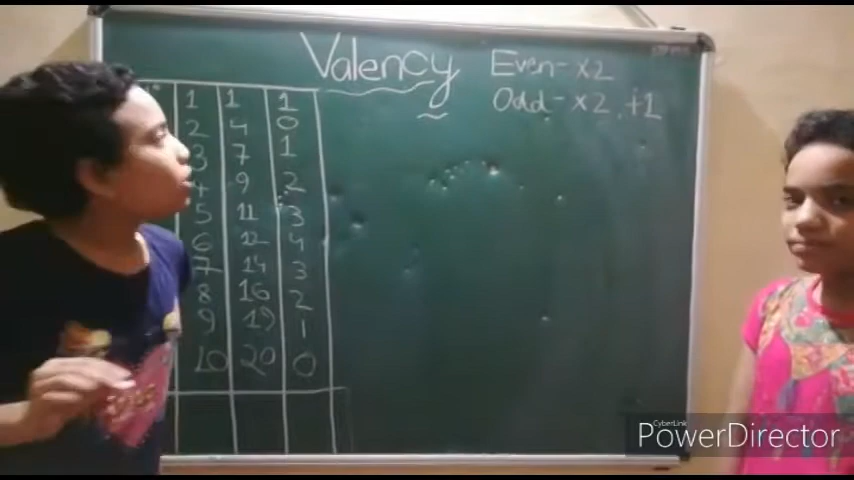 Valency
Even - x2
Odd - x2, +1
1 1 1
2 4 0
3 7 1
4 9 2
5 11 3
6 12 4
7 14 3
8 16 2
9 19 1
10 20 0
CyberLink
PowerDirector